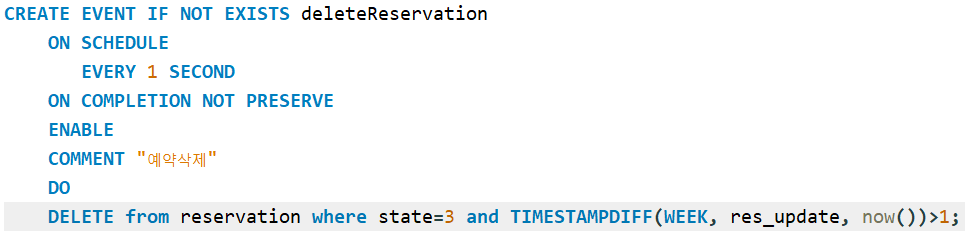 CREATE EVENT IF NOT EXISTS deleteReservation
ON SCHEDULE
EVERY 1 SECOND
ON COMPLETION NOT PRESERVE
ENABLE
COMMENT "예약삭제"
DO
DELETE from reservation where state=3 and TIMESTAMPDIFF(WEEK, res_update, now())>1;